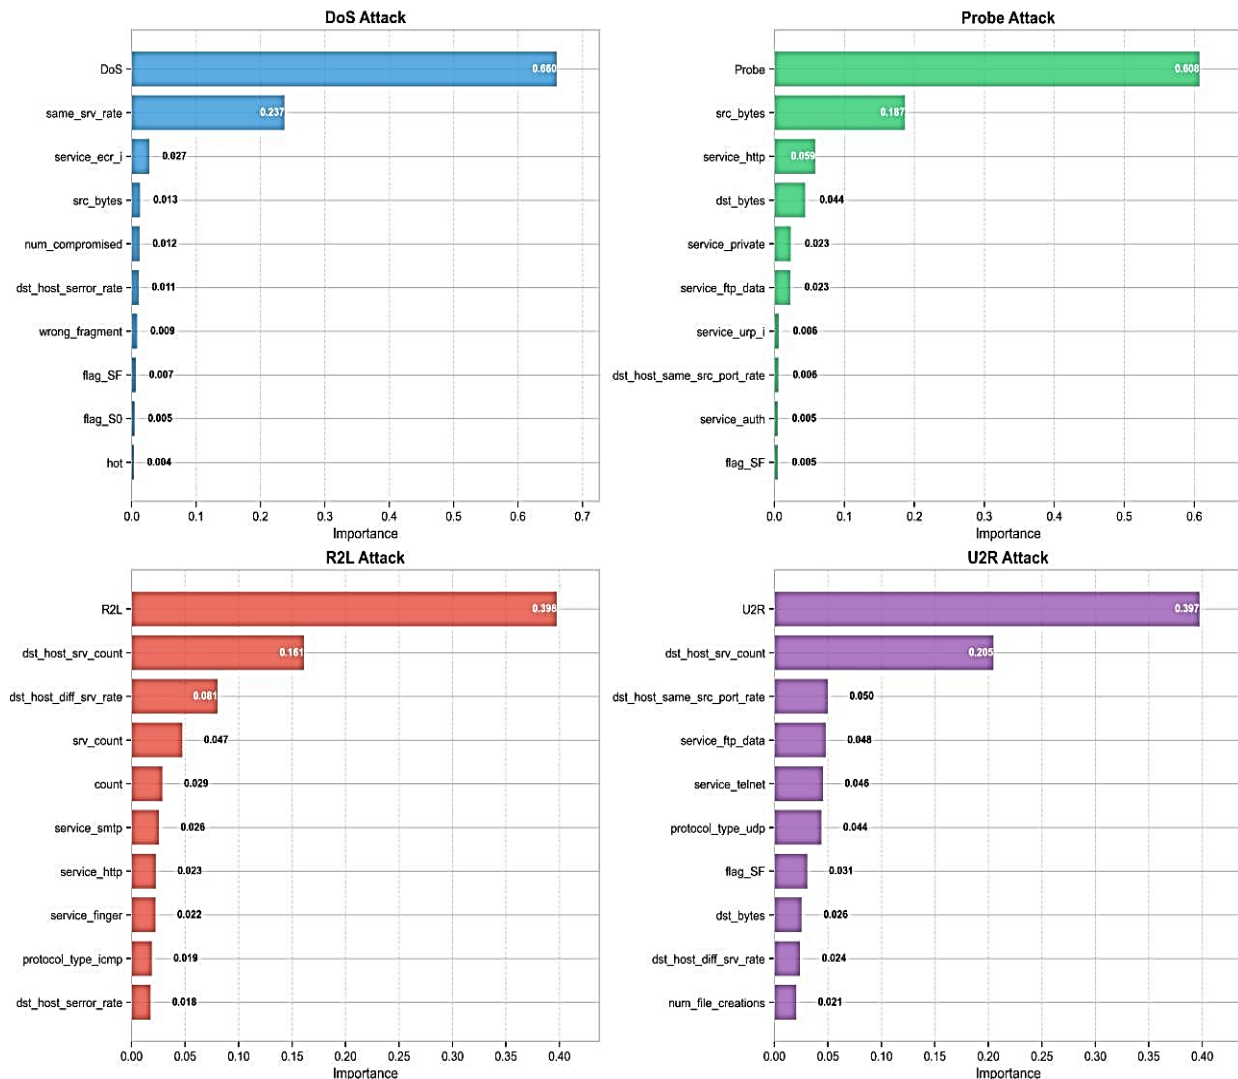 DoS Attack
DoS 0.660
same_srv_rate 0.237
service_ecr_i 0.027
src_bytes 0.013
num_compromised 0.012
dst_host_serror_rate 0.011
wrong_fragment 0.009
flag_SF 0.007
flag_S0 0.005
hot 0.004
0.0 0.1 0.2 0.3 0.4 0.5 0.6 0.7
Importance
Probe Attack
Probe 0.608
src_bytes 0.187
service_http 0.059
dst_bytes 0.044
service_private 0.023
service_ftp_data 0.023
service_urp_i 0.006
dst_host_same_src_port_rate 0.006
service_auth 0.005
flag_SF 0.005
0.0 0.1 0.2 0.3 0.4 0.5 0.6
Importance
R2L Attack
R2L 0.398
dst_host_srv_count 0.161
dst_host_diff_srv_rate 0.081
srv_count 0.047
count 0.029
service_smtp 0.026
service_http 0.023
service_finger 0.022
protocol_type_icmp 0.019
dst_host_serror_rate 0.018
0.00 0.05 0.10 0.15 0.20 0.25 0.30 0.35 0.40
Importance
U2R Attack
U2R 0.397
dst_host_srv_count 0.205
dst_host_same_src_port_rate 0.050
service_ftp_data 0.048
service_telnet 0.046
protocol_type_udp 0.044
flag_SF 0.031
dst_bytes 0.026
dst_host_diff_srv_rate 0.024
num_file_creations 0.021
0.00 0.05 0.10 0.15 0.20 0.25 0.30 0.35 0.40
Importance